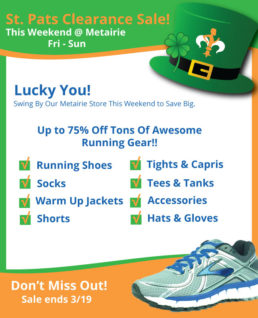 St. Pats Clearance Sale!
This Weekend @ Metairie
Fri - Sun
Lucky You!
Swing By Our Metairie Store This Weekend to Save Big.
Up to 75% Off Tons Of Awesome
Running Gear!!
Running Shoes
Socks
Warm Up Jackets
Shorts
Tights & Capris
Tees & Tanks
Accessories
Hats & Gloves
Don't Miss Out!
Sale ends 3/19